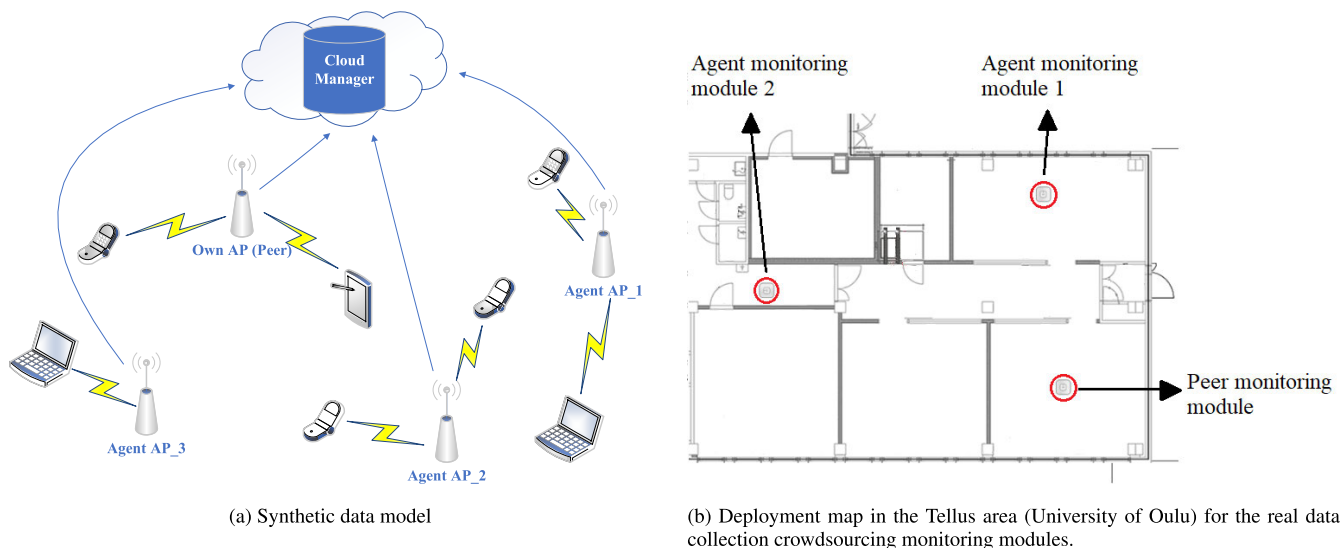 Cloud
Manager
Own AP (Peer)
Agent AP_1
Agent AP_3
Agent AP_2
(a) Synthetic data model
Agent monitoring
module 2
Agent monitoring
module 1
Peer monitoring
module
(b) Deployment map in the Tellus area (University of Oulu) for the real data
collection crowdsourcing monitoring modules.